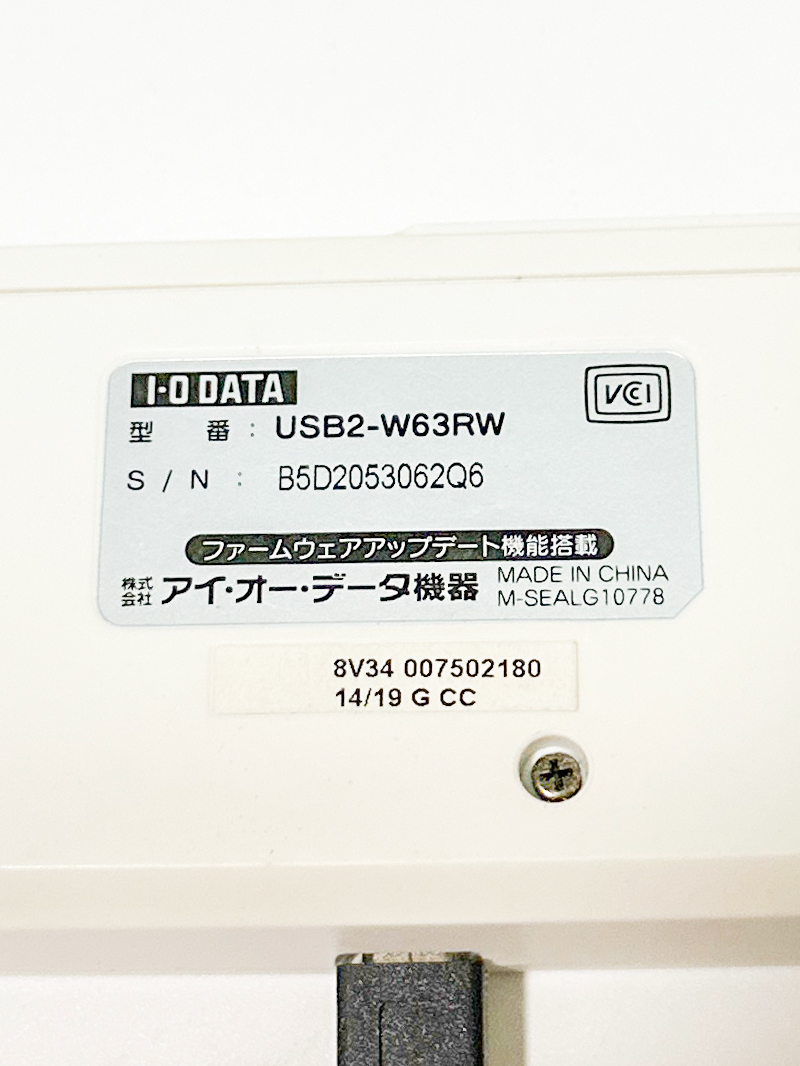 I-O DATA
VCI
型 番 : USB2-W63RW
S / N : B5D2053062Q6
ファームウェアアップデート機能搭載
株式会社 アイ・オー・データ機器
MADE IN CHINA
M-SEALG10778
8V34 007502180
14/19 G CC